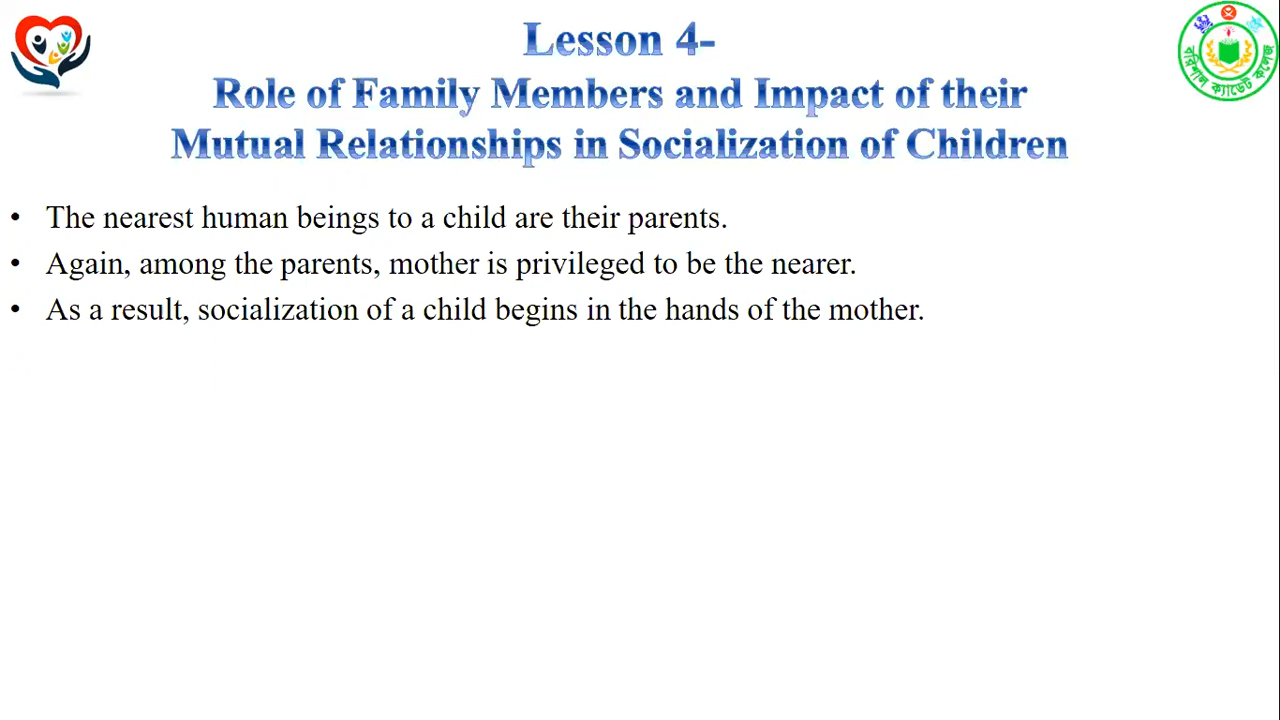 Lesson 4-
Role of Family Members and Impact of their
Mutual Relationships in Socialization of Children
• The nearest human beings to a child are their parents.
• Again, among the parents, mother is privileged to be the nearer.
• As a result, socialization of a child begins in the hands of the mother.
বরিশাল ক্যাডেট কলেজ